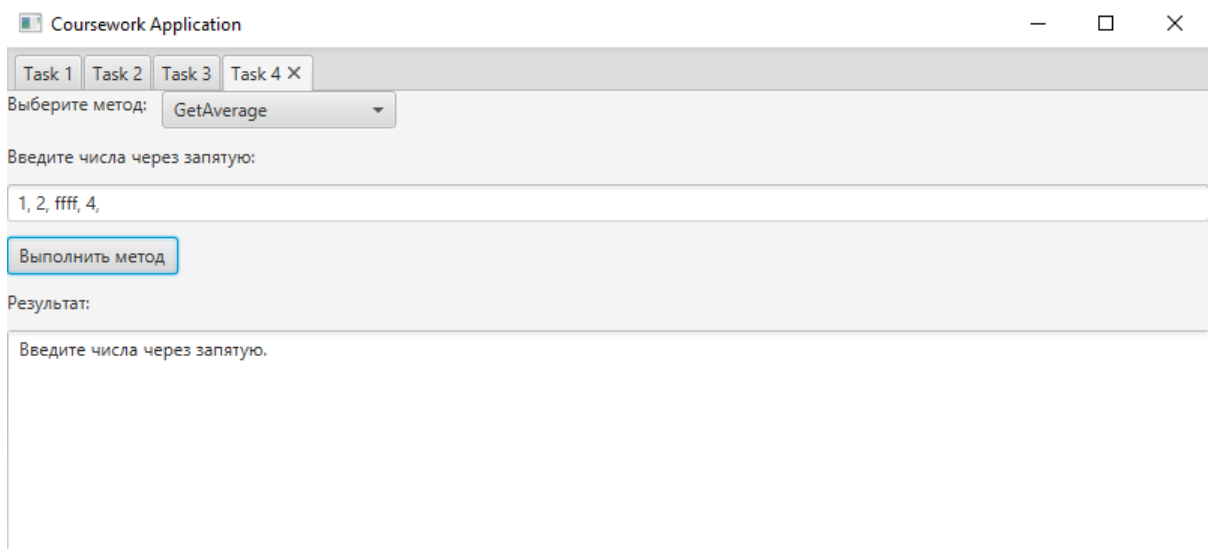 Coursework Application
Task 1 Task 2 Task 3 Task 4
Выберите метод: GetAverage
Введите числа через запятую:
1, 2, ffff, 4,
Выполнить метод
Результат:
Введите числа через запятую.